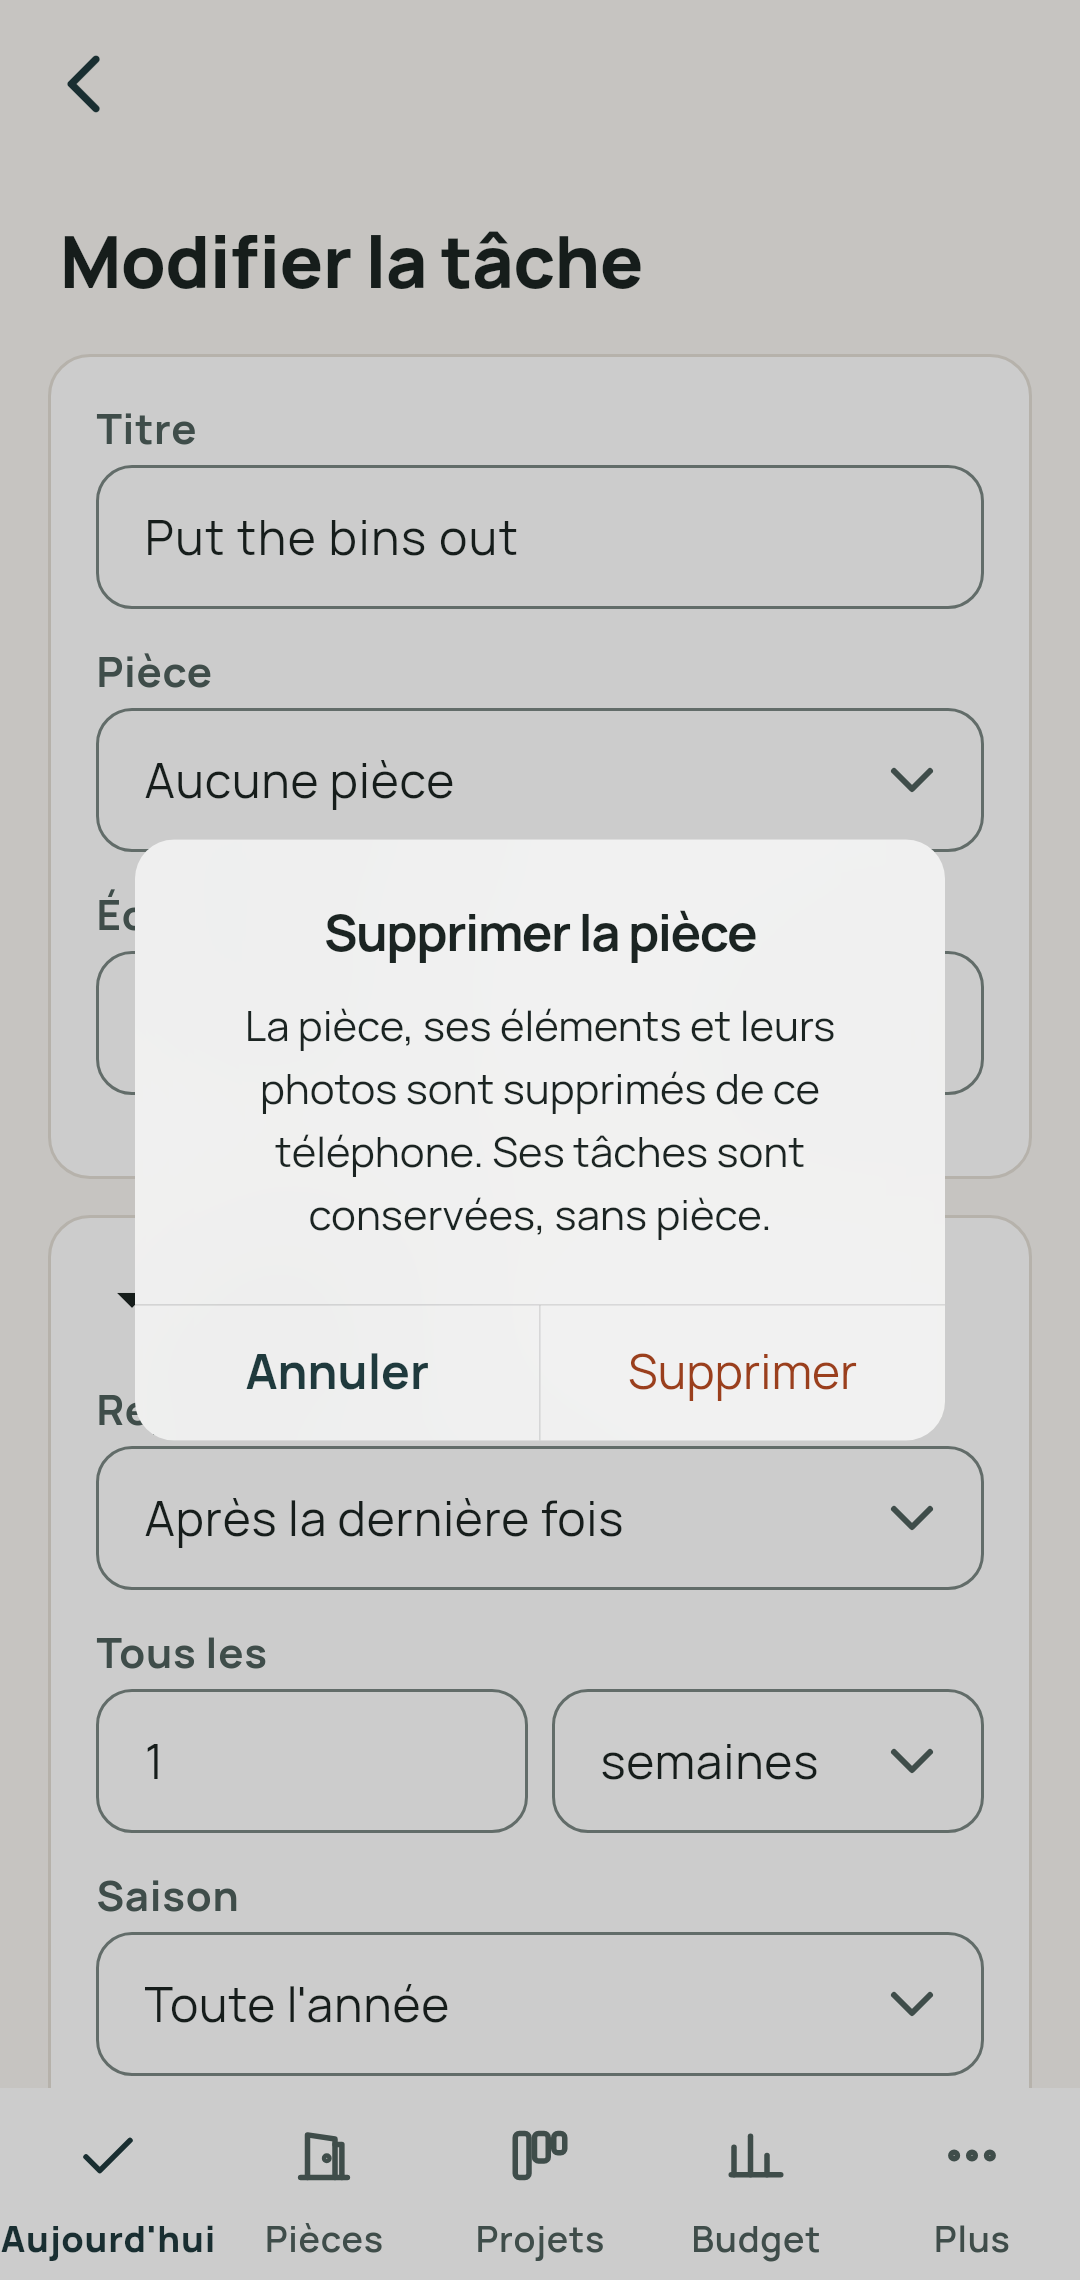 Modifier la tâche
Titre
Put the bins out
Pièce
Aucune pièce
Supprimer la pièce
La pièce, ses éléments et leurs
photos sont supprimés de ce
téléphone. Ses tâches sont
conservées, sans pièce.
Annuler
Supprimer
Après la dernière fois
Tous les
1
semaines
Saison
Toute l'année
Aujourd'hui
Pièces
Projets
Budget
Plus